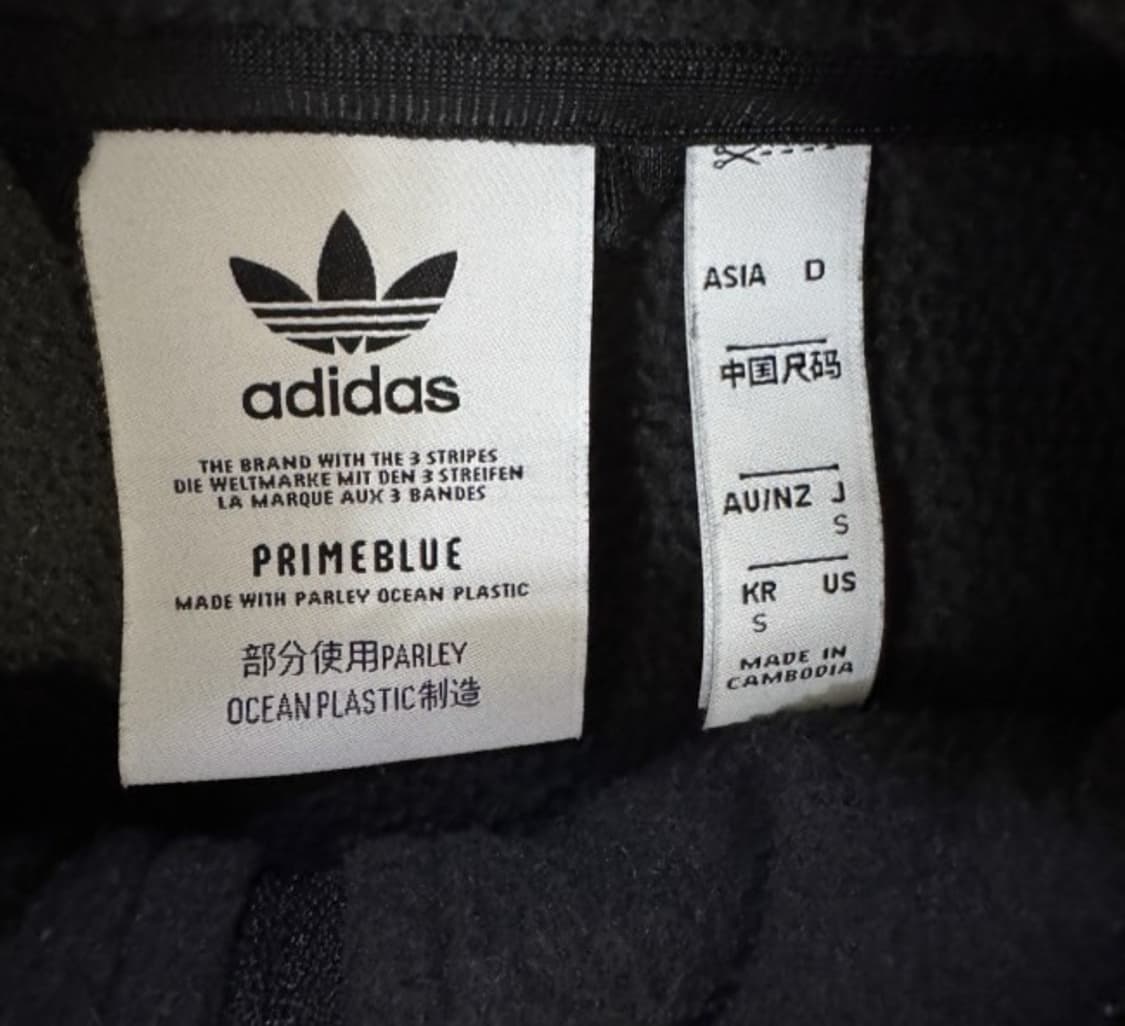 adidas
THE BRAND WITH THE 3 STRIPES
DIE WELTMARKE MIT DEN 3 STREIFEN
LA MARQUE AUX 3 BANDES
PRIMEBLUE
MADE WITH PARLEY OCEAN PLASTIC
部分使用PARLEY
OCEAN PLASTIC制造
ASIA D
中国尺码
AU/NZ J
S
KR US
S
MADE IN
CAMBODIA